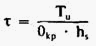 τ = Tᵤ / 0ₖₚ · hₛ